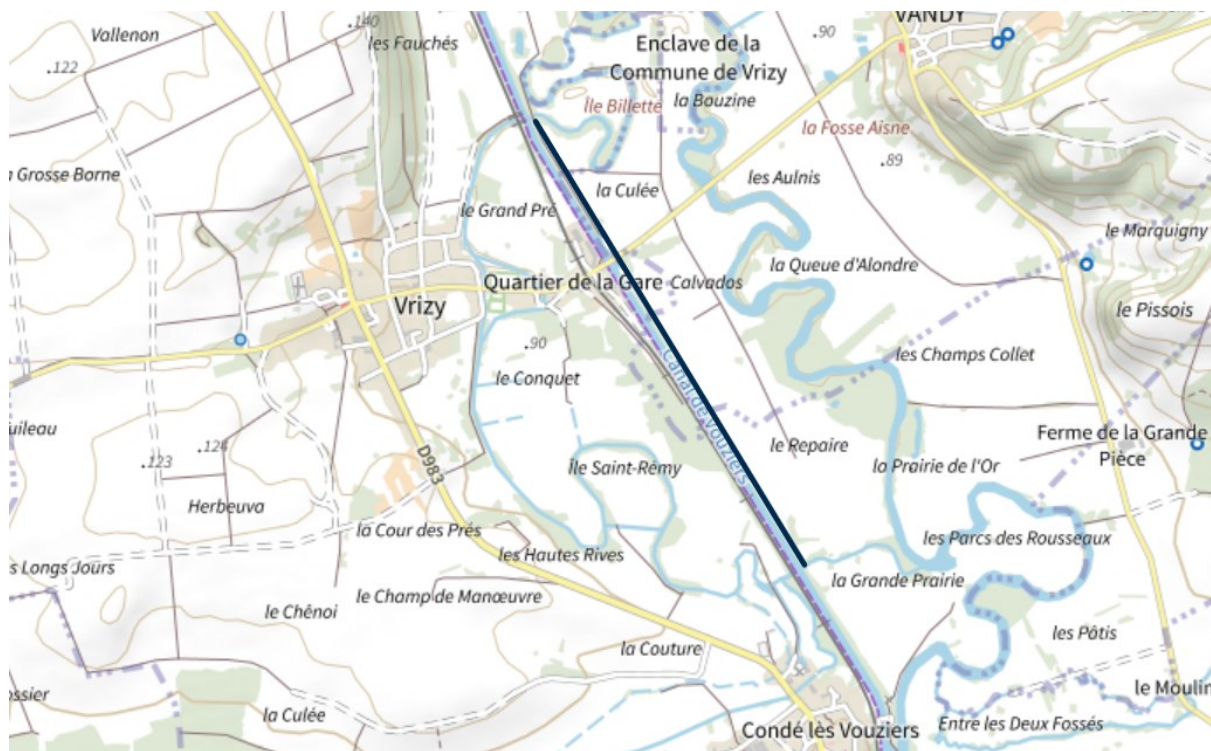 VANDY
.140
Vallenon
les Fauchés
Enclave de la
Commune de Vrizy
.90
.122
la Bouzine
Île Billette
la Fosse Aisne
.89
Grosse Borne
la Culée
les Aulnis
le Grand Pré
le Marquigny
la Queue d'Alondre
Quartier de la Gare
Calvados
Vrizy
le Pissois
.90
les Champs Collet
le Conquet
Canal de Vouziers
uileau
.128
.123
D983
le Repaire
Ferme de la Grande
Pièce
Île Saint-Rémy
la Prairie de l'Or
Herbeuva
la Cour des Prés
les Hautes Rives
les Parcs des Rousseaux
s Longs Jours
la Grande Prairie
le Chênoi
le Champ de Manœuvre
les Pâtis
la Couture
ossier
le Moulin
la Culée
Condé lès Vouziers
Entre les Deux Fossés